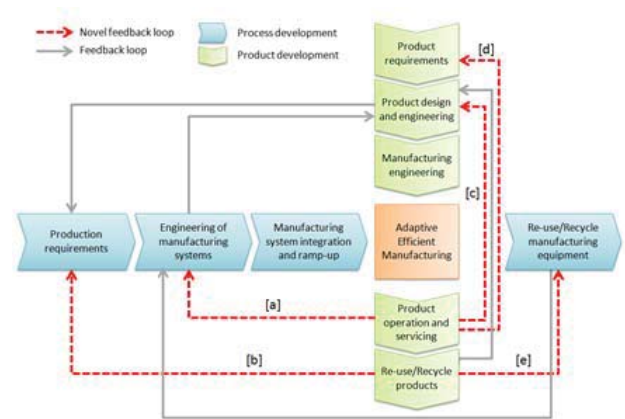 Novel feedback loop
Feedback loop
Process development
Product development
Product
requirements
[d]
Product design
and engineering
Manufacturing
engineering
[c]
Production
requirements
Engineering of
manufacturing
systems
Manufacturing
system integration
and ramp-up
Adaptive
Efficient
Manufacturing
Re-use/Recycle
manufacturing
equipment
[a]
Product
operation and
servicing
[b]
Re-use/Recycle
products
[e]